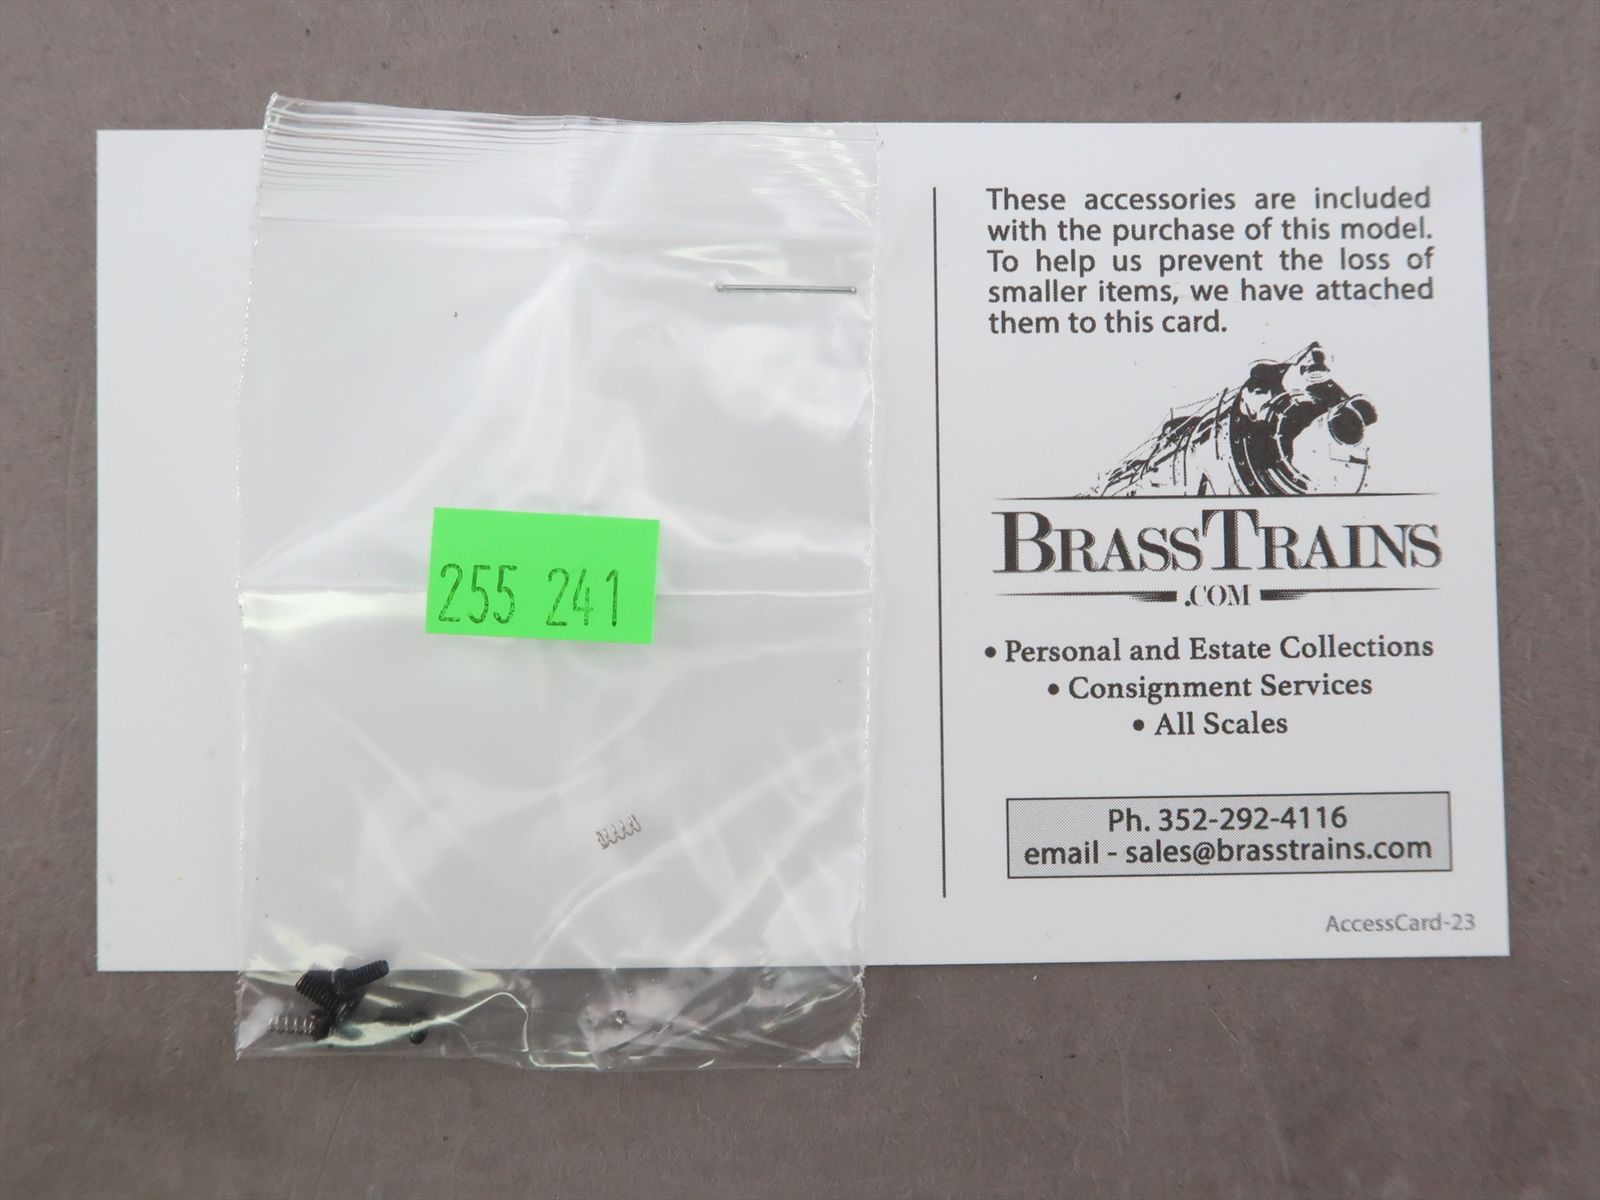 255 241
These accessories are included
with the purchase of this model.
To help us prevent the loss of
smaller items, we have attached
them to this card.
BRASSTRAINS
.COM
• Personal and Estate Collections
• Consignment Services
• All Scales
Ph. 352-292-4116
email - sales@brasstrains.com
AccessCard-23